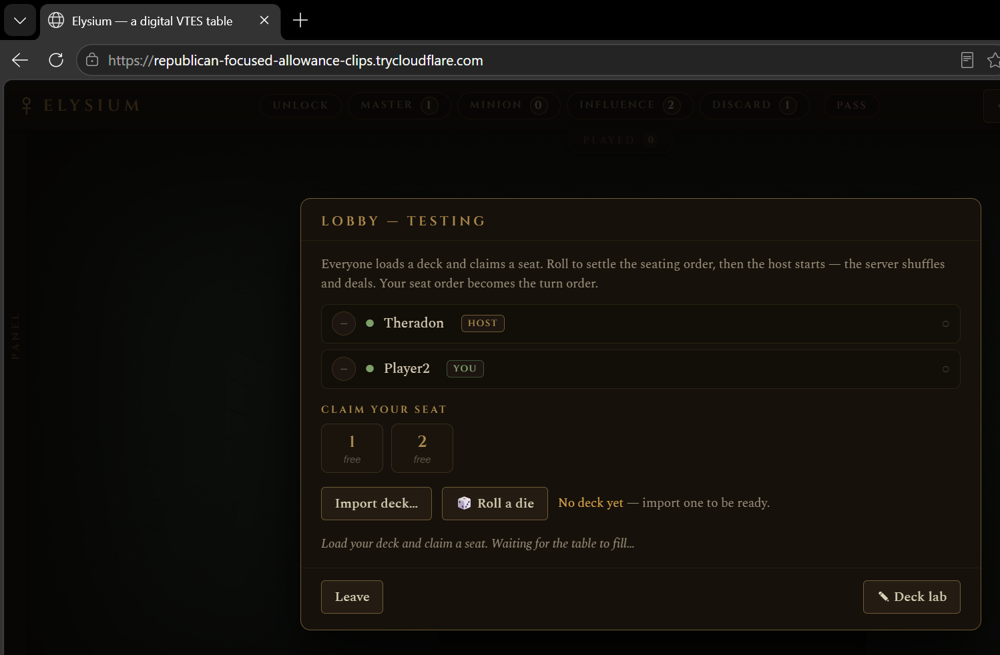 Elysium — a digital VTES table
https://republican-focused-allowance-clips.trycloudflare.com
ELYSIUM
UNLOCK
MASTER 1
MINION 0
INFLUENCE 2
DISCARD 1
PASS
PLAYED 0
PANEL
LOBBY — TESTING
Everyone loads a deck and claims a seat. Roll to settle the seating order, then the host starts — the server shuffles
and deals. Your seat order becomes the turn order.
– Theradon HOST
– Player2 YOU
CLAIM YOUR SEAT
1 2
free free
Import deck… Roll a die No deck yet — import one to be ready.
Load your deck and claim a seat. Waiting for the table to fill…
Leave Deck lab